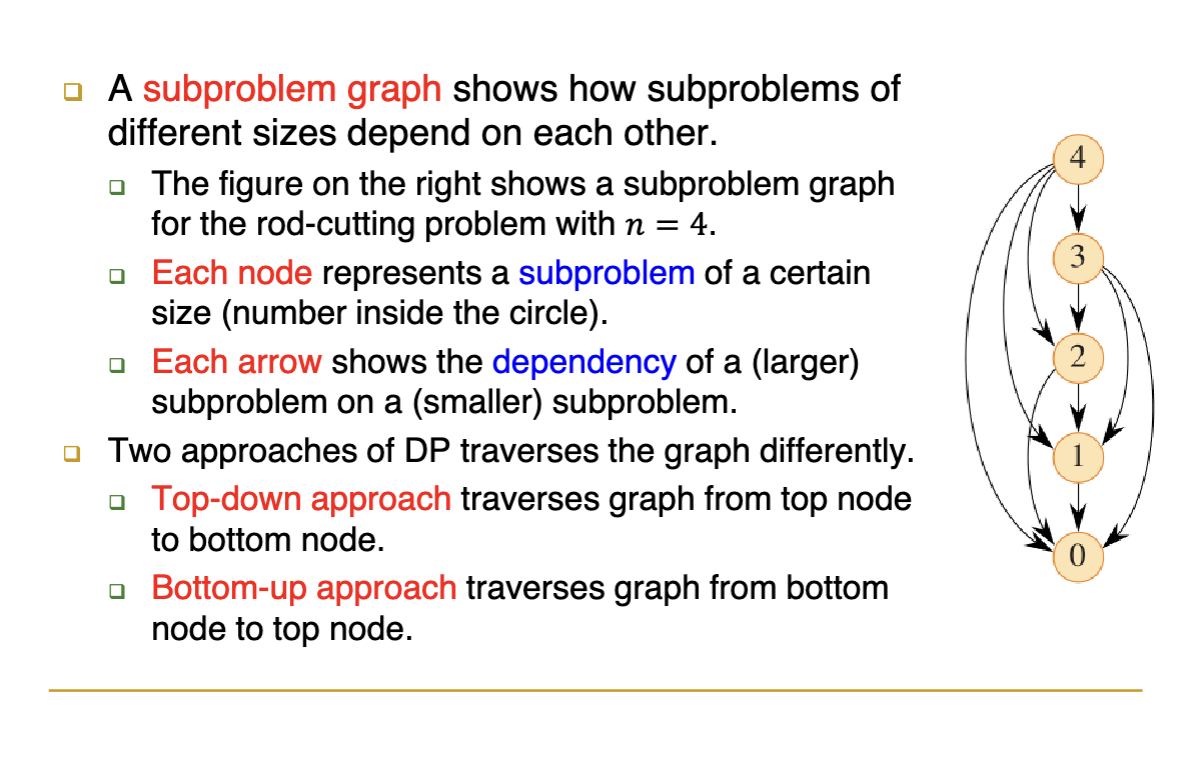 A subproblem graph shows how subproblems of
different sizes depend on each other.
The figure on the right shows a subproblem graph
for the rod-cutting problem with n = 4.
Each node represents a subproblem of a certain
size (number inside the circle).
Each arrow shows the dependency of a (larger)
subproblem on a (smaller) subproblem.
Two approaches of DP traverses the graph differently.
Top-down approach traverses graph from top node
to bottom node.
Bottom-up approach traverses graph from bottom
node to top node.
4
3
2
1
0